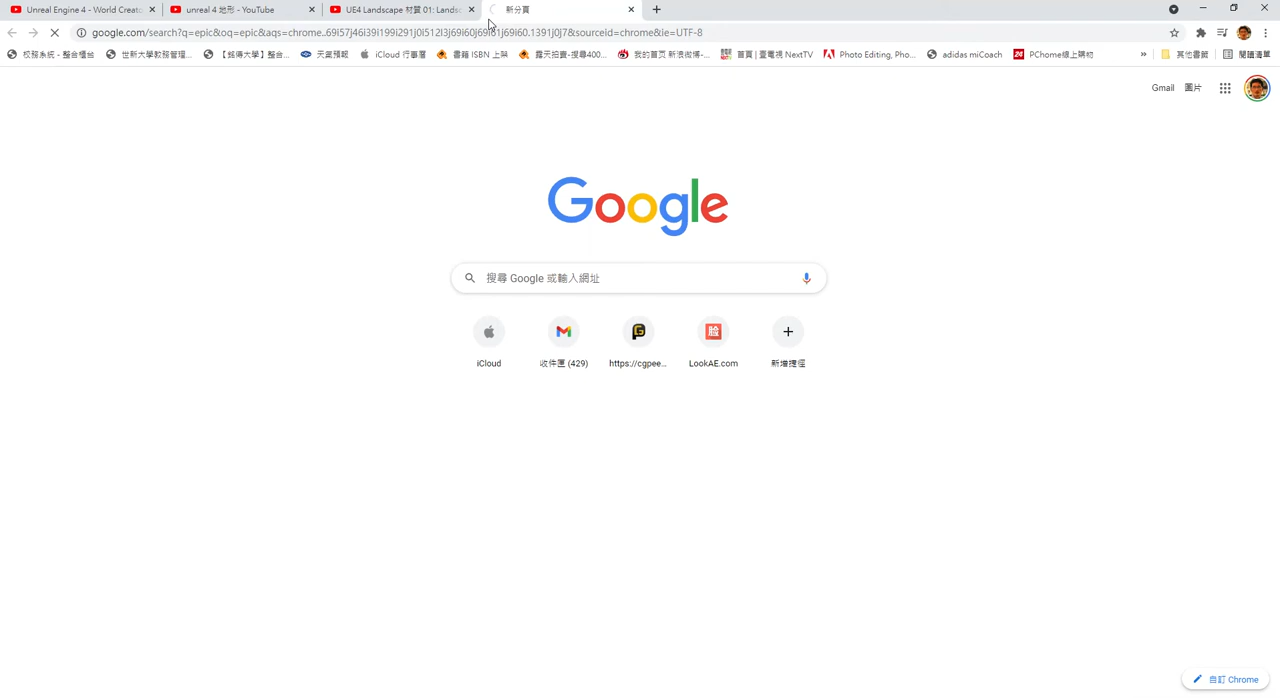 Unreal Engine 4 - World Creato
unreal 4 地形 - YouTube
UE4 Landscape 材質 01: Landsc
新分頁
google.com/search?q=epic&oq=epic&aqs=chrome..69i57j46i39i199i291j0i512l3j69i60j69i61j69i60.1391j0j7&sourceid=chrome&ie=UTF-8
校務系統 - 整合櫃台
世新大學教務管理...
【銘傳大學】整合...
天氣預報
iCloud 行事曆
書籍 ISBN 上架
露天拍賣-搜尋400...
我的首页 新浪微博-...
首頁 | 壹電視 NextTV
Photo Editing, Pho...
adidas miCoach
24
PChome線上購物
»
其他書籤
閱讀清單
Gmail
圖片
Google
搜尋 Google 或輸入網址
iCloud
收件匣 (429)
https://cgpee...
LookAE.com
新增捷徑
自訂 Chrome